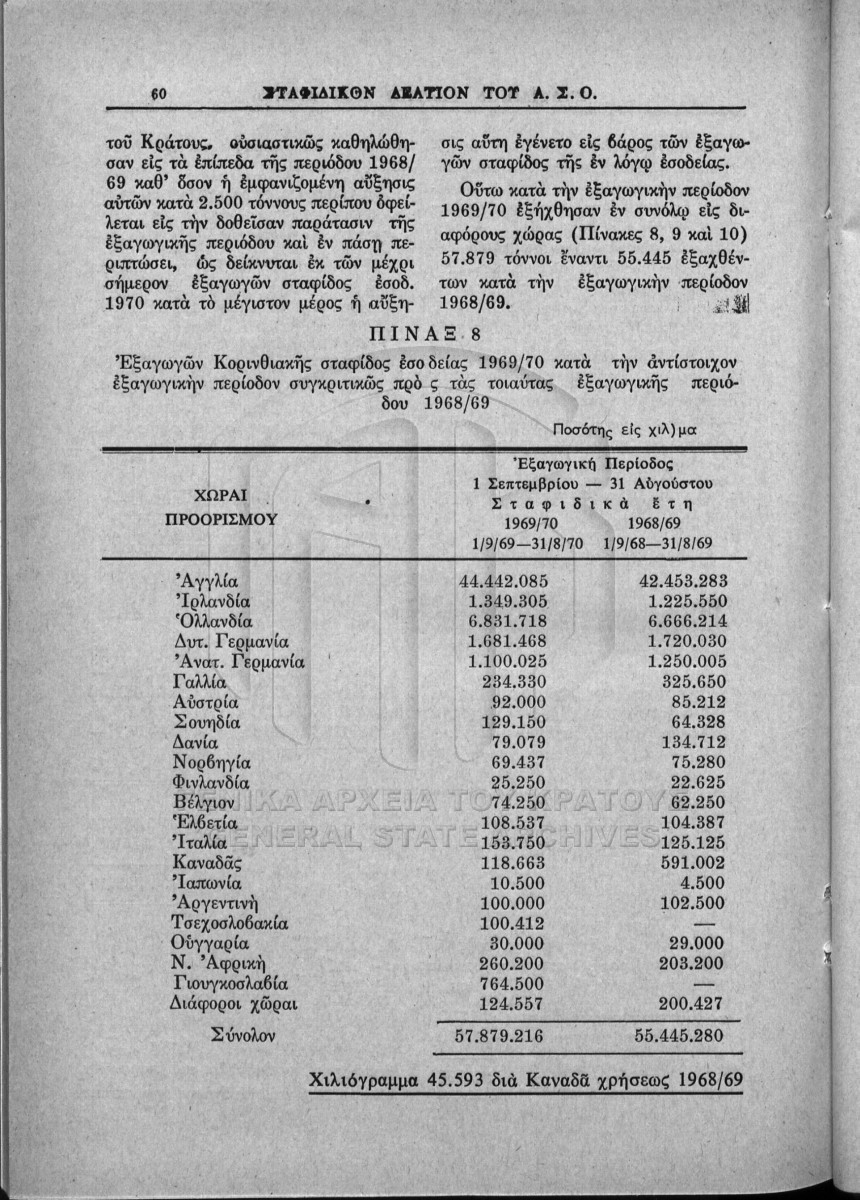 60 ΣΤΑΦΙΔΙΚΟΝ ΔΕΛΤΙΟΝ ΤΟΥ Α. Σ. Ο.
τοῦ Κράτους, οὐσιαστικῶς καθηλώθη-
σαν εἰς τὰ ἐπίπεδα τῆς περιόδου 1968/
69 καθ’ ὅσον ἡ ἐμφανιζομένη αὔξησις
αὐτῶν κατὰ 2.500 τόννους περίπου ὀφεί-
λεται εἰς τὴν δοθεῖσαν παράτασιν τῆς
ἐξαγωγικῆς περιόδου καὶ ἐν πάσῃ πε-
ριπτώσει, ὡς δείκνυται ἐκ τῶν μέχρι
σήμερον ἐξαγωγῶν σταφίδος ἐσοδ.
1970 κατὰ τὸ μέγιστον μέρος ἡ αὔξη-
σις αὕτη ἐγένετο εἰς βάρος τῶν ἐξαγω-
γῶν σταφίδος τῆς ἐν λόγῳ ἐσοδείας.
Οὕτω κατὰ τὴν ἐξαγωγικὴν περίοδον
1969/70 ἐξήχθησαν ἐν συνόλῳ εἰς δι-
αφόρους χώρας (Πίνακες 8, 9 καὶ 10)
57.879 τόννοι ἔναντι 55.445 ἐξαχθέν-
των κατὰ τὴν ἐξαγωγικὴν περίοδον
1968/69.
ΠΙΝΑΞ 8
Ἐξαγωγῶν Κορινθιακῆς σταφίδος ἐσο δείας 1969/70 κατὰ τὴν ἀντίστοιχον
ἐξαγωγικὴν περίοδον συγκριτικῶς πρὸ ς τὰς τοιαύτας ἐξαγωγικῆς περιό-
δου 1968/69
Ποσότης εἰς χιλ)μα
ΧΩΡΑΙ
ΠΡΟΟΡΙΣΜΟΥ
Ἐξαγωγικὴ Περίοδος
1 Σεπτεμβρίου — 31 Αὐγούστου
Σταφιδικὰ ἔτη
1969/70 1968/69
1/9/69—31/8/70 1/9/68—31/8/69
Ἀγγλία 44.442.085 42.453.283
Ἰρλανδία 1.349.305 1.225.550
Ὁλλανδία 6.831.718 6.666.214
Δυτ. Γερμανία 1.681.468 1.720.030
Ἀνατ. Γερμανία 1.100.025 1.250.005
Γαλλία 234.330 325.650
Αὐστρία 92.000 85.212
Σουηδία 129.150 64.328
Δανία 79.079 134.712
Νορβηγία 69.437 75.280
Φινλανδία 25.250 22.625
Βέλγιον 74.250 62.250
Ἑλβετία 108.537 104.387
Ἰταλία 153.750 125.125
Καναδᾶς 118.663 591.002
Ἰαπωνία 10.500 4.500
Ἀργεντινὴ 100.000 102.500
Τσεχοσλοβακία 100.412 —
Οὑγγαρία 30.000 29.000
Ν. Ἀφρικὴ 260.200 203.200
Γιουγκοσλαβία 764.500 —
Διάφοροι χῶραι 124.557 200.427
Σύνολον 57.879.216 55.445.280
Χιλιόγραμμα 45.593 διὰ Καναδᾶ χρήσεως 1968/69
ΓΕΝΙΚΑ ΑΡΧΕΙΑ ΤΟΥ ΚΡΑΤΟΥΣ
GENERAL STATE ARCHIVES